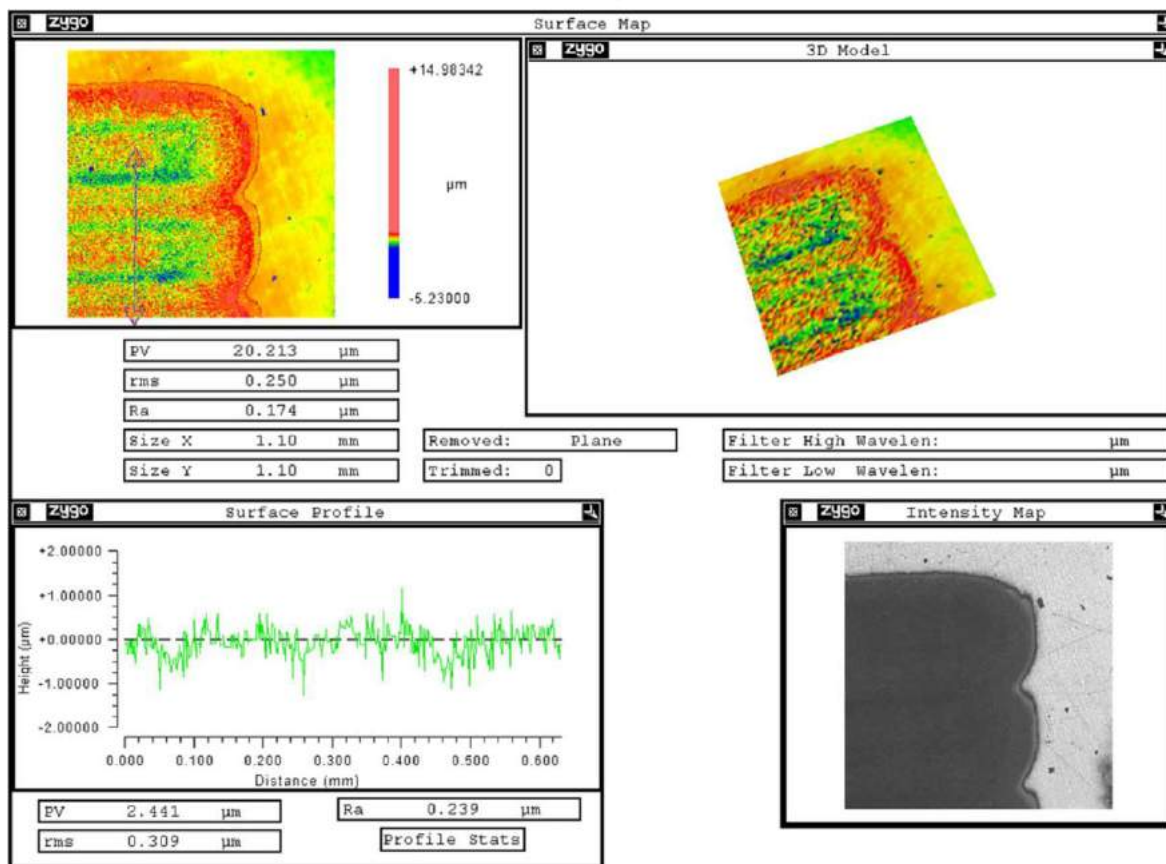 zygo Surface Map
zygo 3D Model
+14.98342
µm
-5.23000
PV 20.213 µm
rms 0.250 µm
Ra 0.174 µm
Size X 1.10 mm
Size Y 1.10 mm
Removed: Plane
Trimmed: 0
Filter High Wavelen: µm
Filter Low Wavelen: µm
zygo Surface Profile
+2.00000
+1.00000
+0.00000
-1.00000
-2.00000
Height (µm)
0.000 0.100 0.200 0.300 0.400 0.500 0.600
Distance (mm)
PV 2.441 µm
rms 0.309 µm
Ra 0.239 µm
Profile Stats
zygo Intensity Map